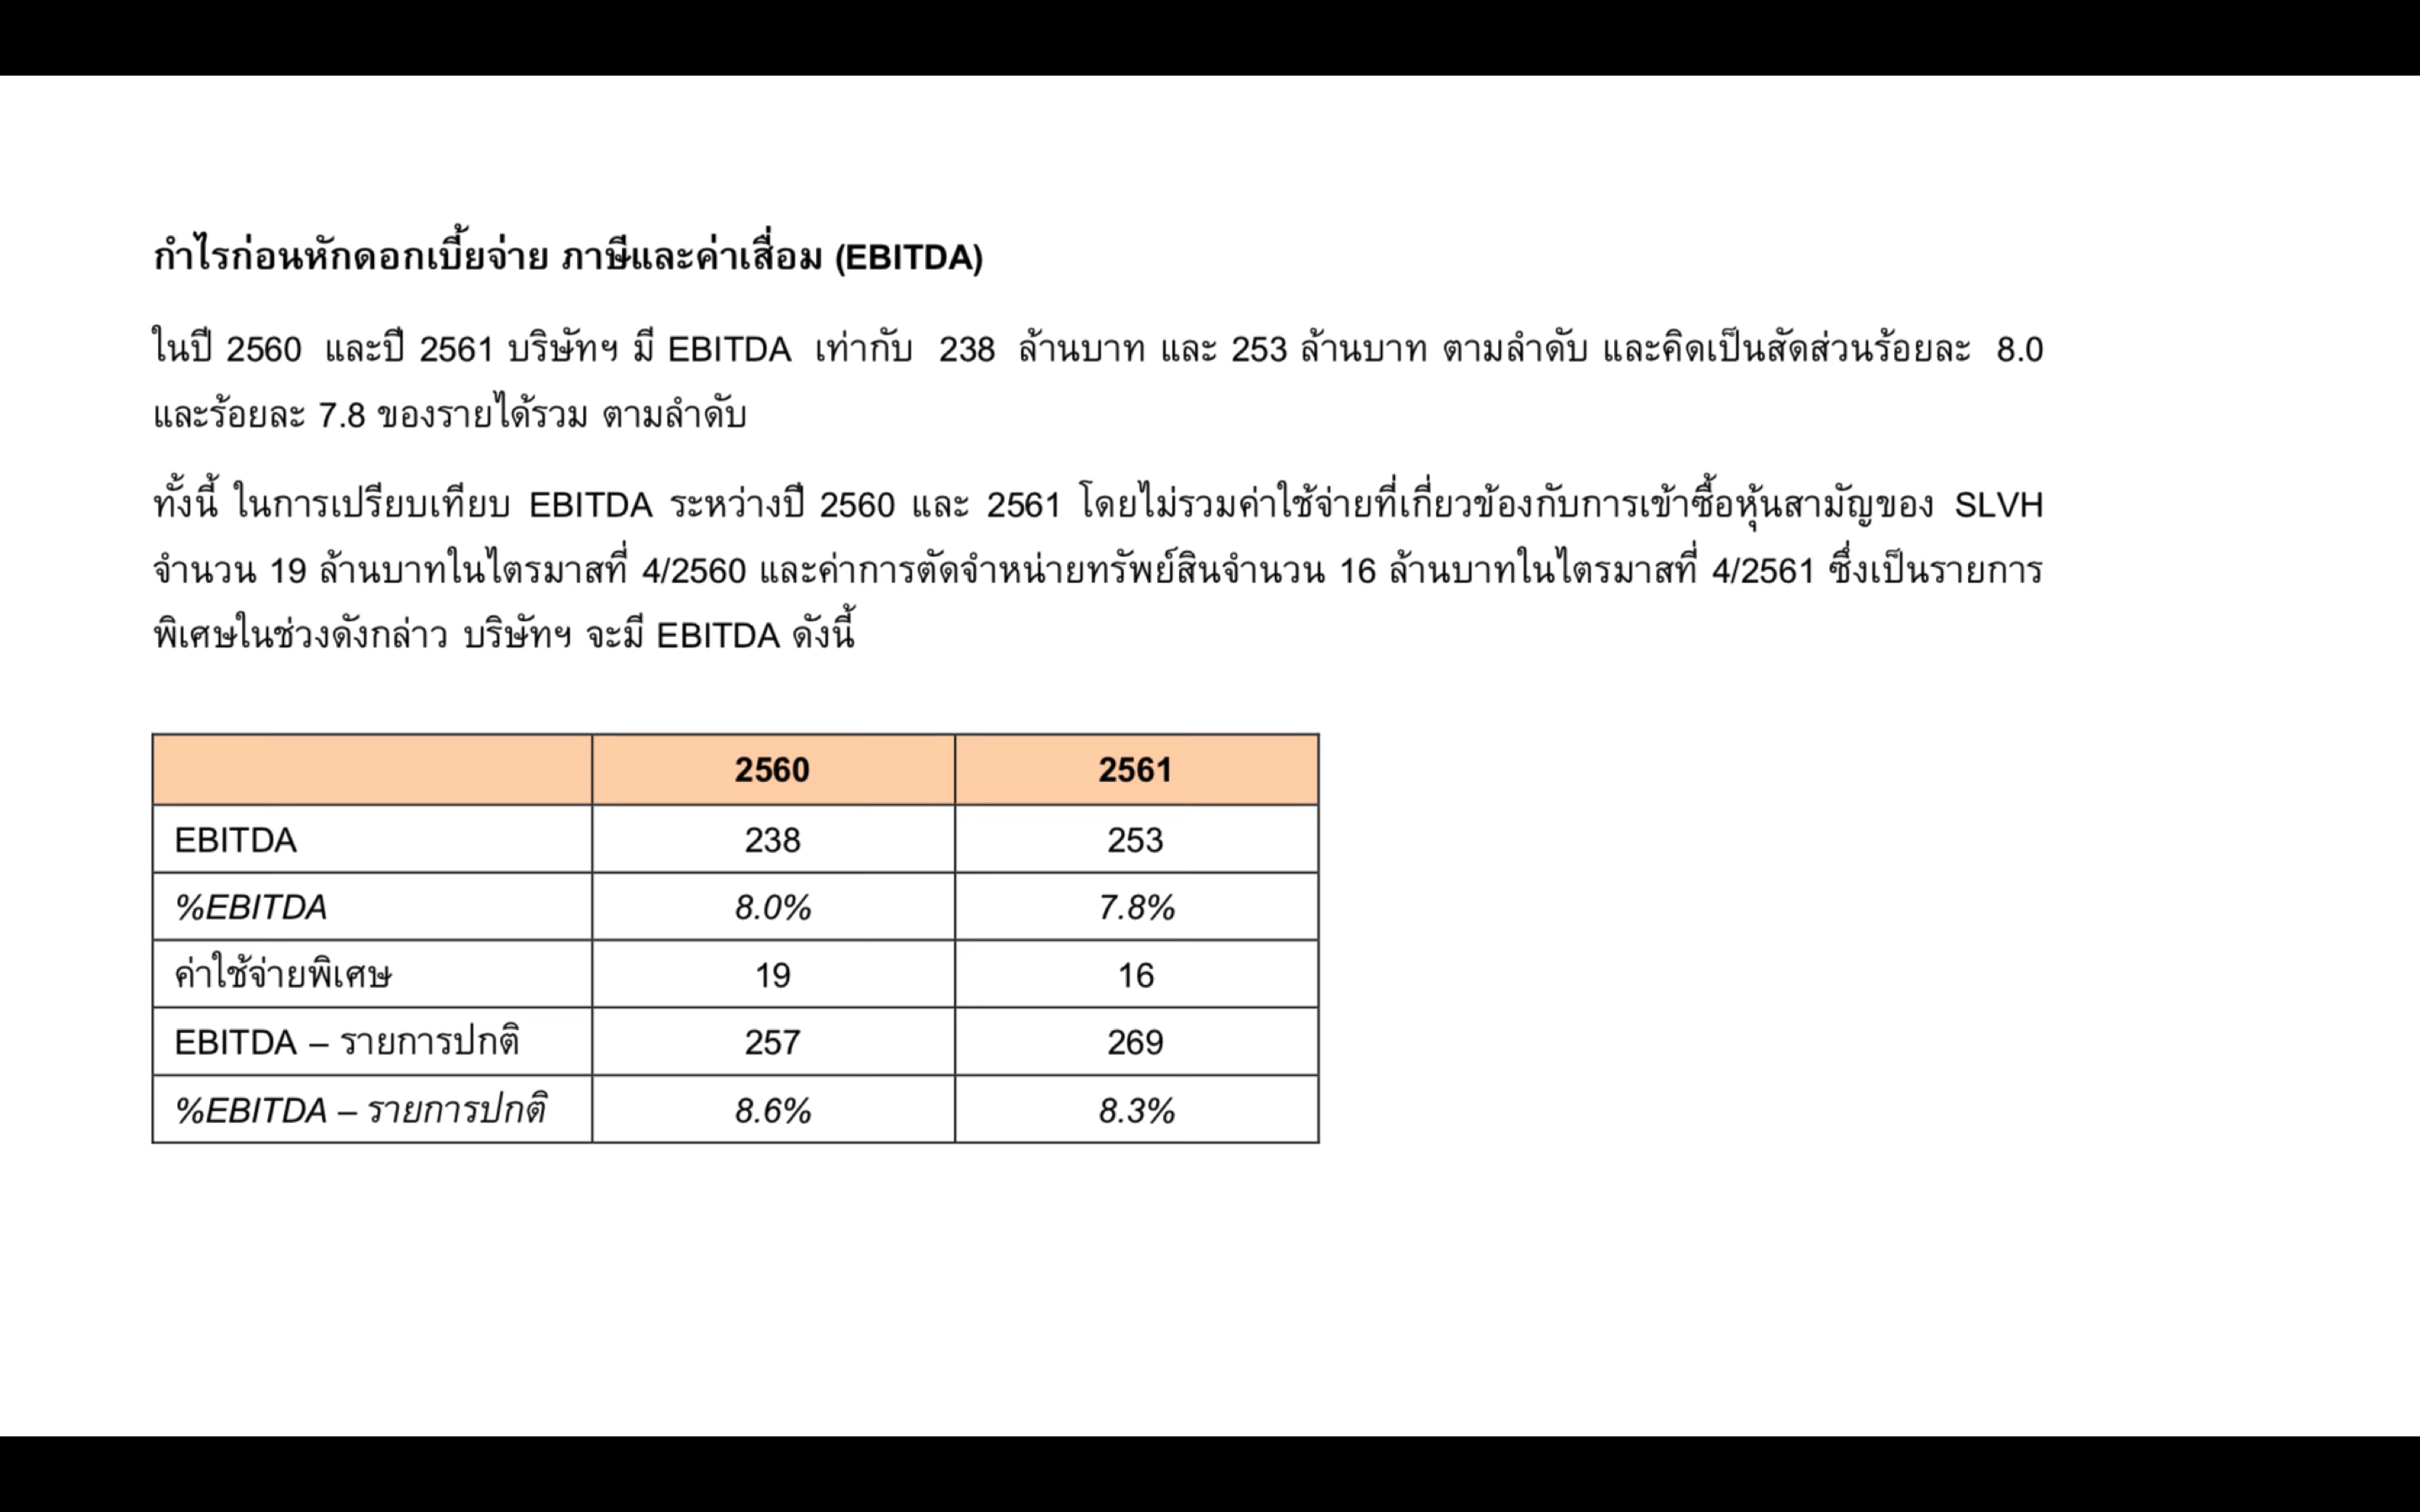 กำไรก่อนหักดอกเบี้ยจ่าย ภาษีและค่าเสื่อม (EBITDA)
ในปี 2560 และปี 2561 บริษัทฯ มี EBITDA เท่ากับ 238 ล้านบาท และ 253 ล้านบาท ตามลำดับ และคิดเป็นสัดส่วนร้อยละ 8.0
และร้อยละ 7.8 ของรายได้รวม ตามลำดับ
ทั้งนี้ ในการเปรียบเทียบ EBITDA ระหว่างปี 2560 และ 2561 โดยไม่รวมค่าใช้จ่ายที่เกี่ยวข้องกับการเข้าซื้อหุ้นสามัญของ SLVH
จำนวน 19 ล้านบาทในไตรมาสที่ 4/2560 และค่าการตัดจำหน่ายทรัพย์สินจำนวน 16 ล้านบาทในไตรมาสที่ 4/2561 ซึ่งเป็นรายการ
พิเศษในช่วงดังกล่าว บริษัทฯ จะมี EBITDA ดังนี้
2560 2561
EBITDA 238 253
%EBITDA 8.0% 7.8%
ค่าใช้จ่ายพิเศษ 19 16
EBITDA – รายการปกติ 257 269
%EBITDA – รายการปกติ 8.6% 8.3%